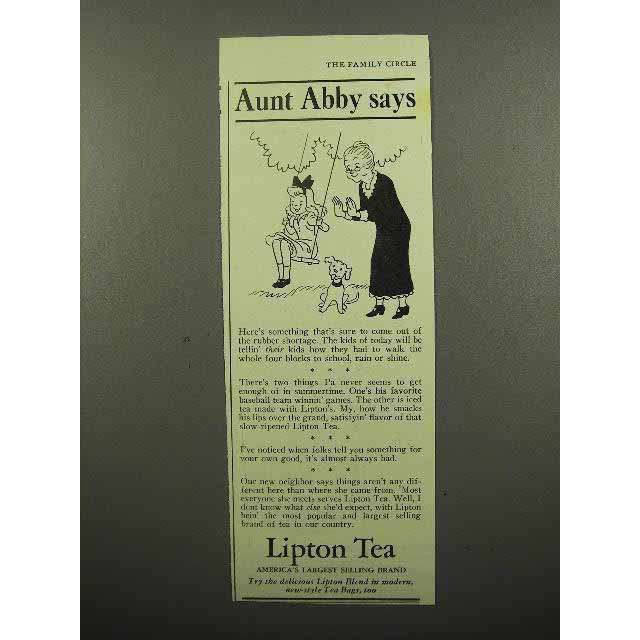 THE FAMILY CIRCLE
Aunt Abby says
Here's something that's sure to come out of
the rubber shortage. The kids of today will be
tellin' their kids how they had to walk the
whole four blocks to school, rain or shine.
* * *
There's two things Pa never seems to get
enough of in summertime. One's his favorite
baseball team winnin' games. The other is iced
tea made with Lipton's. My, how he smacks
his lips over the grand, satisfyin' flavor of that
slow-ripened Lipton Tea.
* * *
I've noticed when folks tell you something for
your own good, it's almost always bad.
* * *
Our new neighbor says things aren't any dif-
ferent here than where she came from. Most
everyone she meets serves Lipton Tea. Well, I
dont know what else she'd expect, with Lipton
bein' the most popular and largest selling
brand of tea in our country.
Lipton Tea
AMERICA'S LARGEST SELLING BRAND
Try the delicious Lipton Blend in modern,
new-style Tea Bags, too